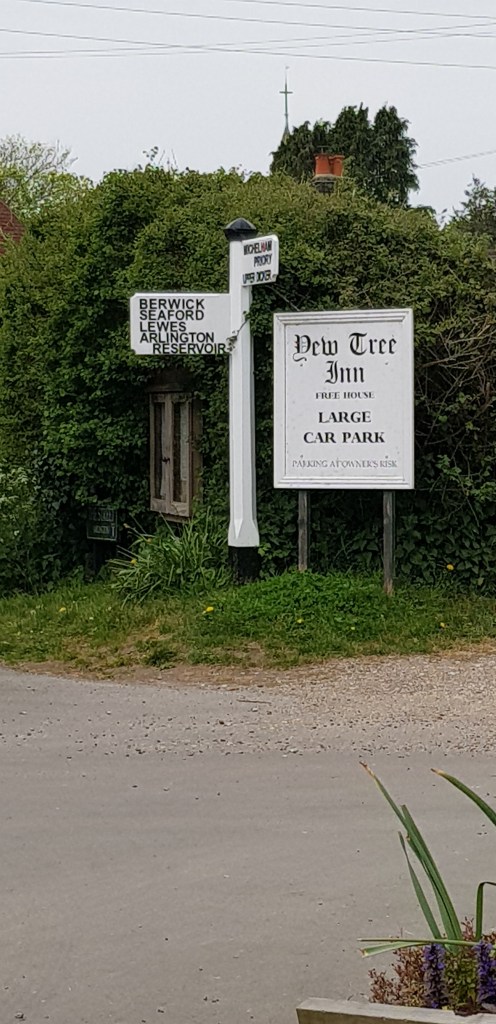 MICHELHAM
PRIORY
UPPER DICKER
BERWICK
SEAFORD
LEWES
ARLINGTON
RESERVOIR
Yew Tree
Inn
FREE HOUSE
LARGE
CAR PARK
PARKING AT OWNER'S RISK